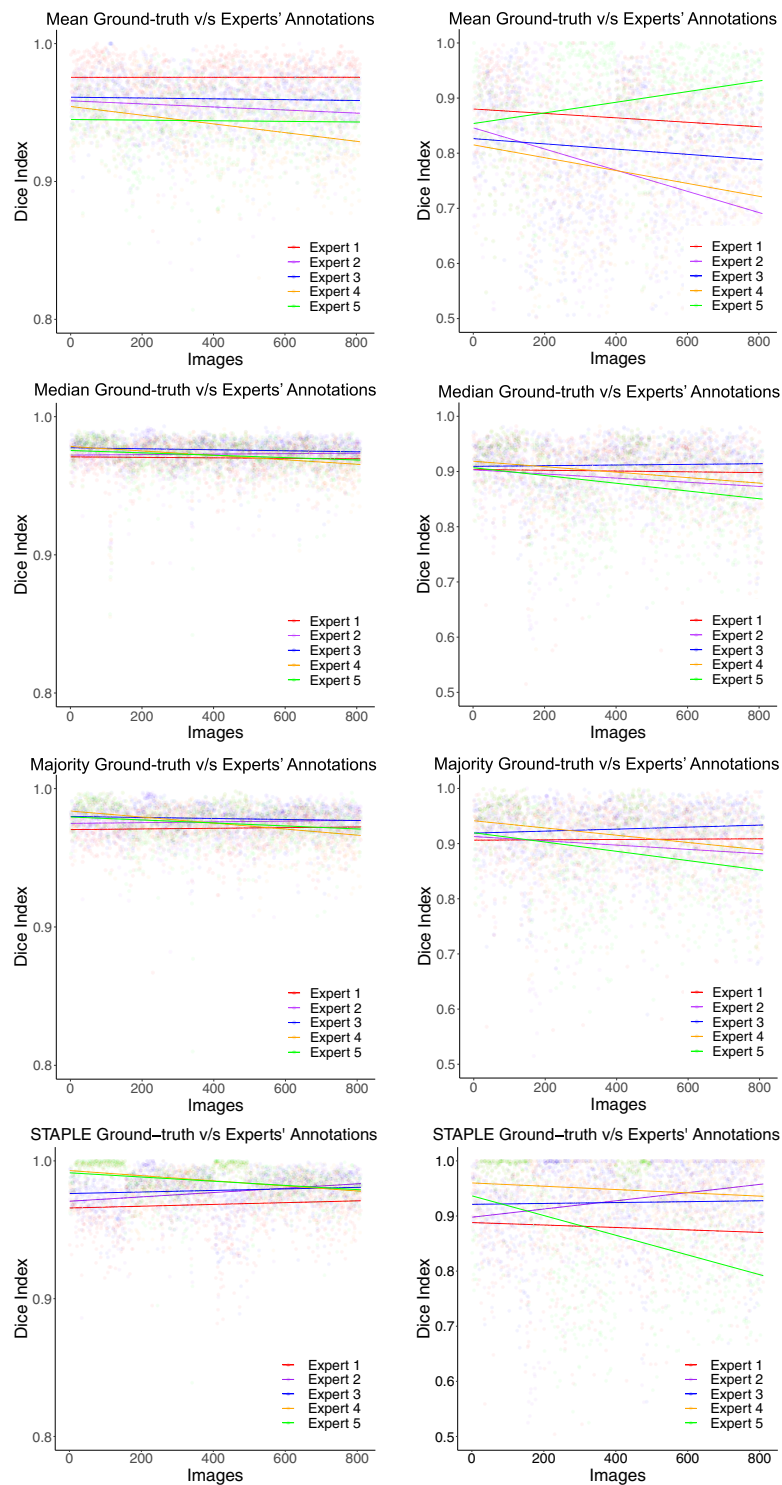 Mean Ground-truth v/s Experts' Annotations
1.0
0.9
0.8
Dice Index
Expert 1
Expert 2
Expert 3
Expert 4
Expert 5
0 200 400 600 800
Images
Mean Ground-truth v/s Experts' Annotations
1.0
0.9
0.8
0.7
0.6
0.5
Dice Index
Expert 1
Expert 2
Expert 3
Expert 4
Expert 5
0 200 400 600 800
Images
Median Ground-truth v/s Experts' Annotations
1.0
0.9
0.8
Dice Index
Expert 1
Expert 2
Expert 3
Expert 4
Expert 5
0 200 400 600 800
Images
Median Ground-truth v/s Experts' Annotations
1.0
0.9
0.8
0.7
0.6
0.5
Dice Index
Expert 1
Expert 2
Expert 3
Expert 4
Expert 5
0 200 400 600 800
Images
Majority Ground-truth v/s Experts' Annotations
1.0
0.9
0.8
Dice Index
Expert 1
Expert 2
Expert 3
Expert 4
Expert 5
0 200 400 600 800
Images
Majority Ground-truth v/s Experts' Annotations
1.0
0.9
0.8
0.7
0.6
0.5
Dice Index
Expert 1
Expert 2
Expert 3
Expert 4
Expert 5
0 200 400 600 800
Images
STAPLE Ground−truth v/s Experts' Annotations
1.0
0.9
0.8
Dice Index
Expert 1
Expert 2
Expert 3
Expert 4
Expert 5
0 200 400 600 800
Images
STAPLE Ground−truth v/s Experts' Annotations
1.0
0.9
0.8
0.7
0.6
0.5
Dice Index
Expert 1
Expert 2
Expert 3
Expert 4
Expert 5
0 200 400 600 800
Images